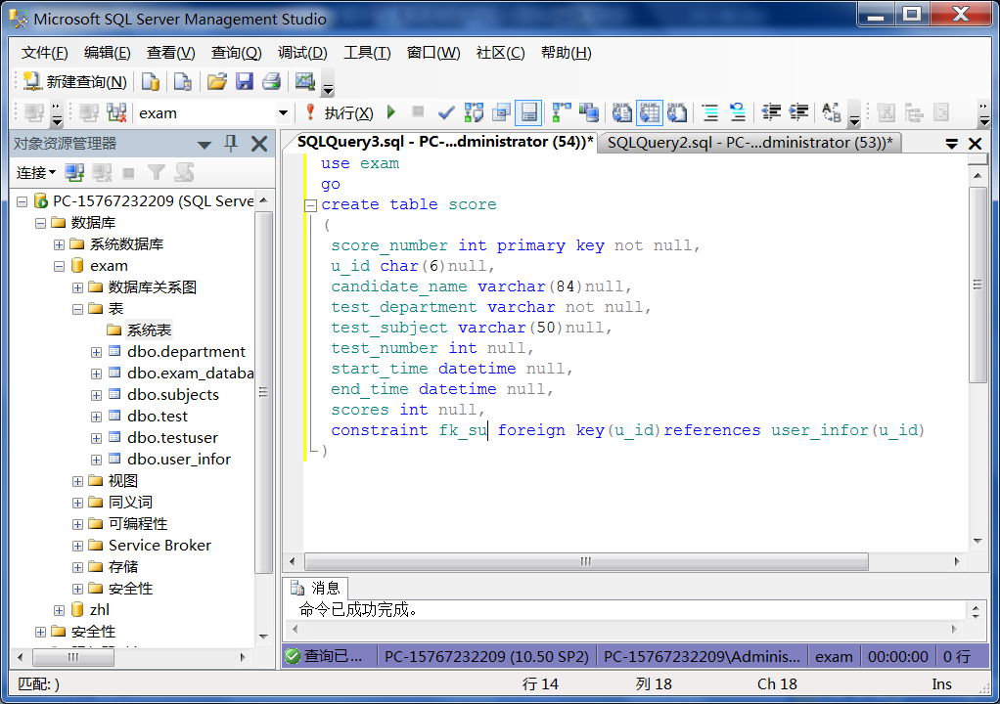 Microsoft SQL Server Management Studio
文件(F) 编辑(E) 查看(V) 查询(Q) 调试(D) 工具(T) 窗口(W) 社区(C) 帮助(H)
新建查询(N)
exam 执行(X)
对象资源管理器
连接
PC-15767232209 (SQL Serve
数据库
系统数据库
exam
数据库关系图
表
系统表
dbo.department
dbo.exam_databa
dbo.subjects
dbo.test
dbo.testuser
dbo.user_infor
视图
同义词
可编程性
Service Broker
存储
安全性
zhl
安全性
SQLQuery3.sql - PC-...dministrator (54))* SQLQuery2.sql - PC-...dministrator (53))*
use exam
go
create table score
(
score_number int primary key not null,
u_id char(6)null,
candidate_name varchar(84)null,
test_department varchar not null,
test_subject varchar(50)null,
test_number int null,
start_time datetime null,
end_time datetime null,
scores int null,
constraint fk_su foreign key(u_id)references user_infor(u_id)
)
消息
命令已成功完成。
查询已... PC-15767232209 (10.50 SP2) PC-15767232209\Adminis... exam 00:00:00 0 行
匹配: ) 行 14 列 18 Ch 18 Ins